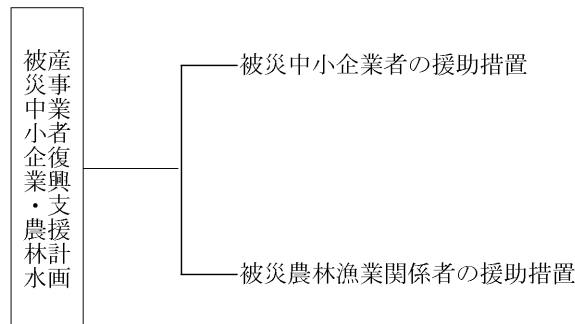 被災中小企業・農林水
産事業者復興支援計画
被災中小企業者の援助措置
被災農林漁業関係者の援助措置